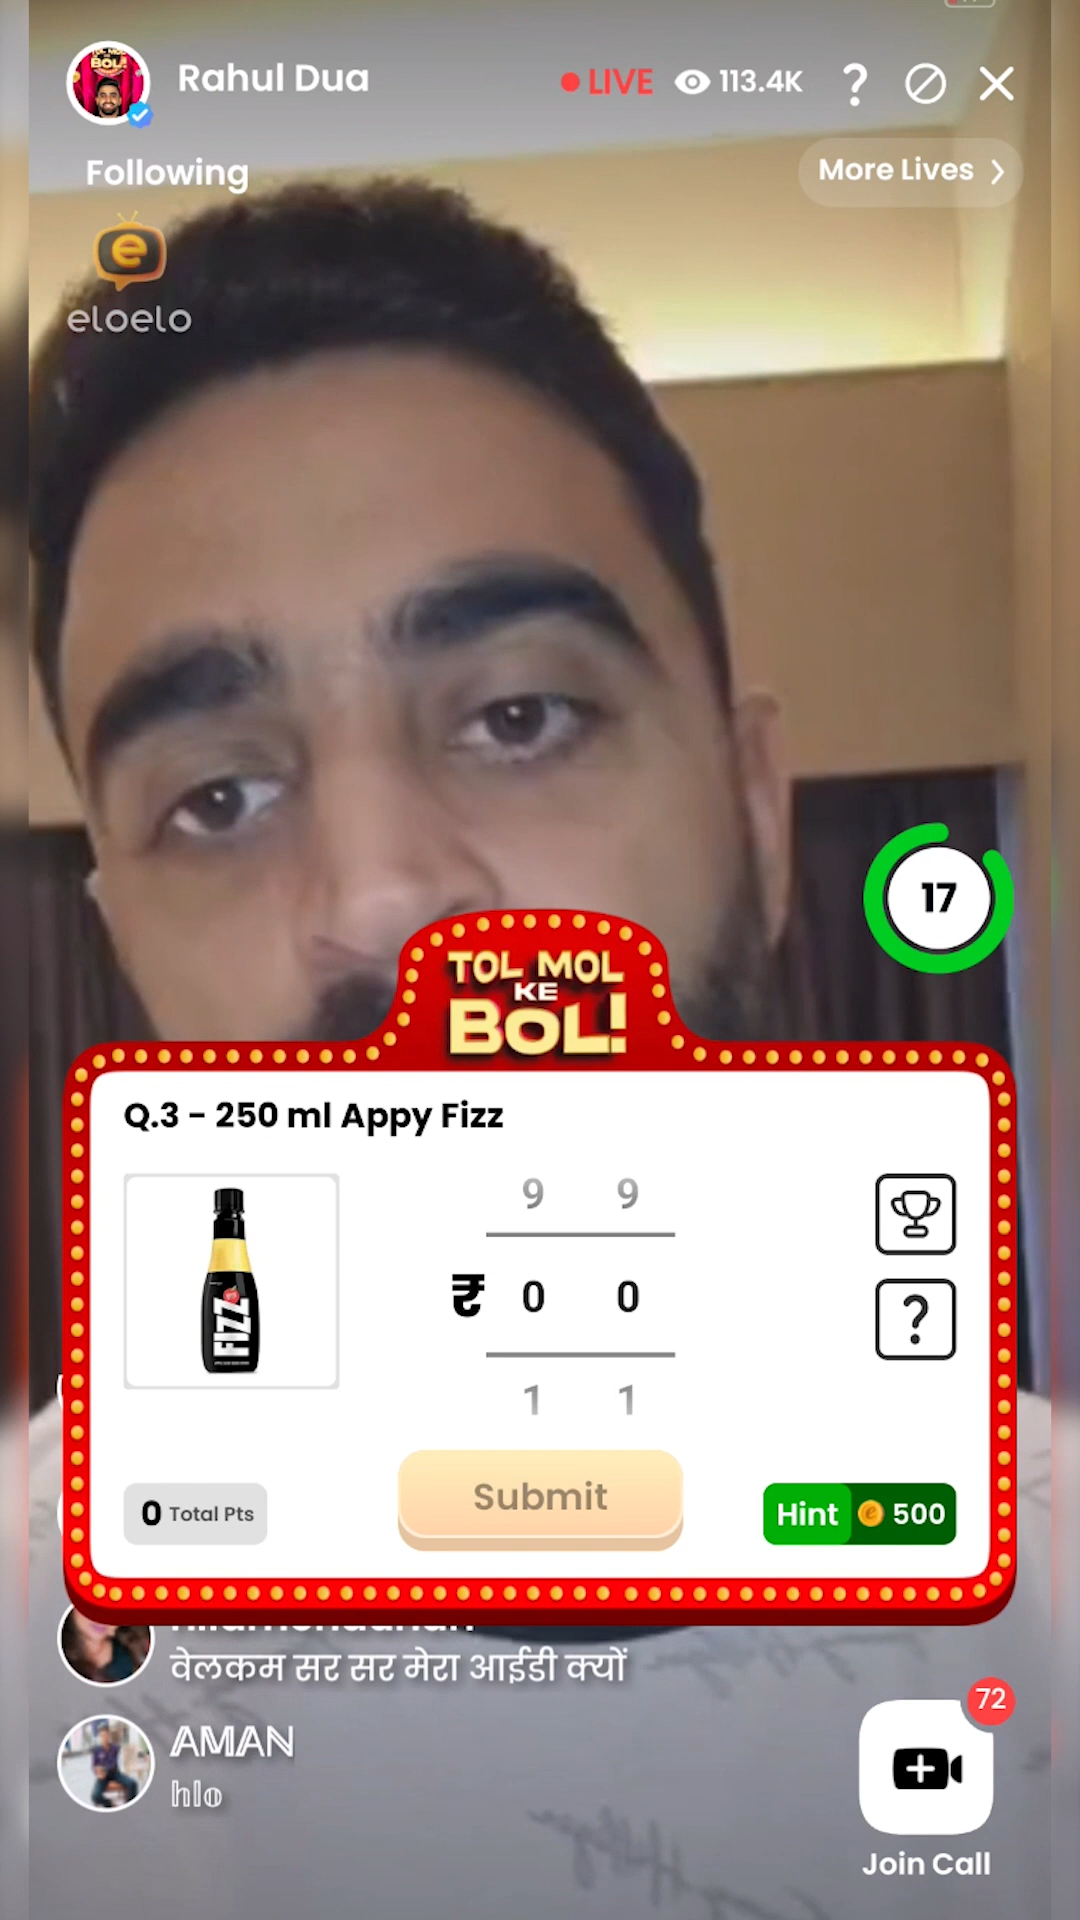 Rahul Dua
LIVE
113.4K
Following
More Lives
eloelo
17
TOL MOL
KE
BOL!
Q.3 - 250 ml Appy Fizz
9 9
₹ 0 0
1 1
FIZZ
Submit
0 Total Pts
Hint 500
वेलकम सर सर मेरा आईडी क्यों
AMAN
hlo
72
Join Call